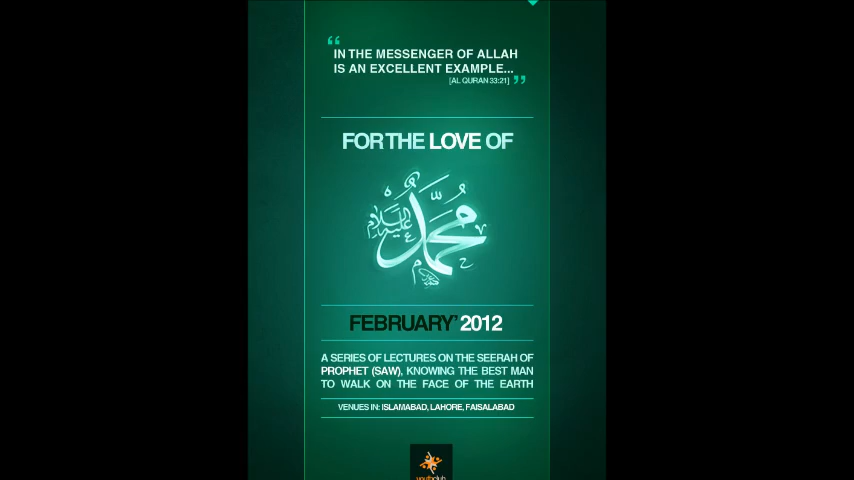 “ IN THE MESSENGER OF ALLAH
IS AN EXCELLENT EXAMPLE...
[AL QURAN 33:21] ”
FOR THE LOVE OF
محمد
عليه السلام
FEBRUARY' 2012
A SERIES OF LECTURES ON THE SEERAH OF
PROPHET (SAW), KNOWING THE BEST MAN
TO WALK ON THE FACE OF THE EARTH
VENUES IN: ISLAMABAD, LAHORE, FAISALABAD
youthclub